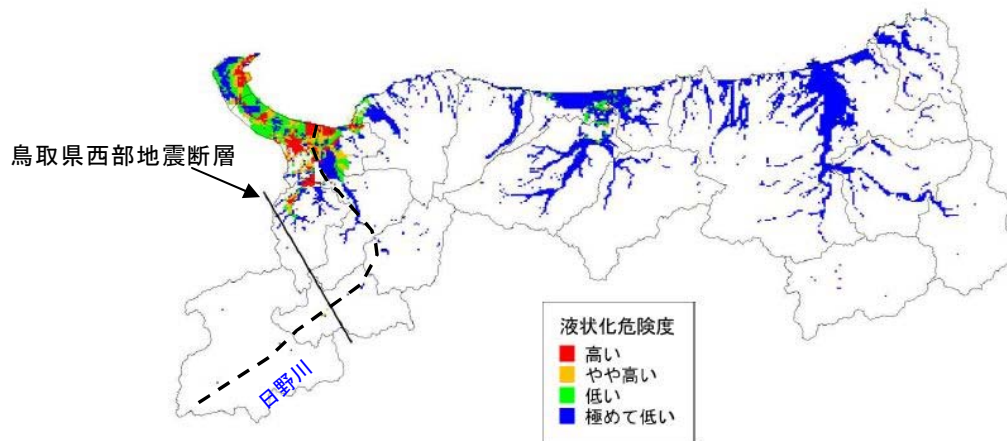 鳥取県西部地震断層
日野川
液状化危険度
高い
やや高い
低い
極めて低い